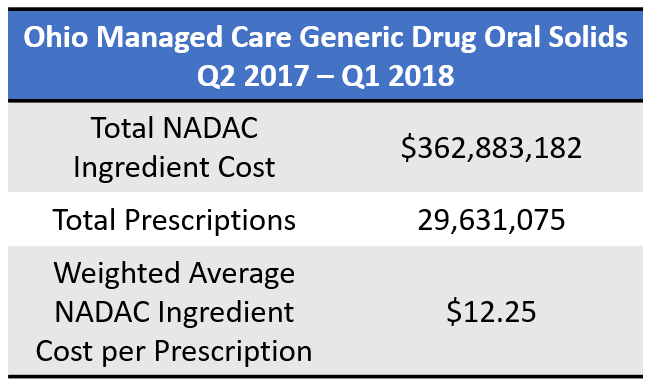 Ohio Managed Care Generic Drug Oral Solids
Q2 2017 – Q1 2018
Total NADAC
Ingredient Cost
$362,883,182
Total Prescriptions
29,631,075
Weighted Average
NADAC Ingredient
Cost per Prescription
$12.25